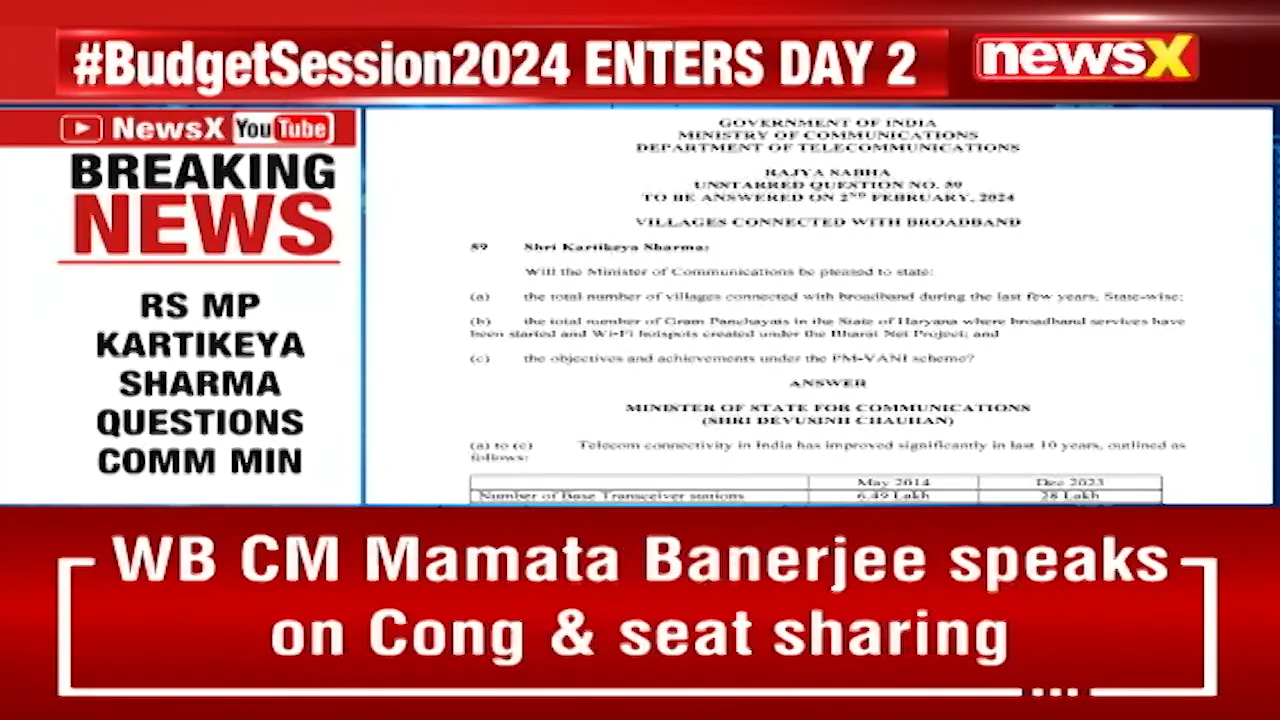 #BudgetSession2024 ENTERS DAY 2
newsX
NewsX YouTube
BREAKING
NEWS
RS MP
KARTIKEYA
SHARMA
QUESTIONS
COMM MIN
GOVERNMENT OF INDIA
MINISTRY OF COMMUNICATIONS
DEPARTMENT OF TELECOMMUNICATIONS
RAJYA SABHA
UNSTARRED QUESTION NO. 89
TO BE ANSWERED ON 2ND FEBRUARY, 2024
VILLAGES CONNECTED WITH BROADBAND
89 Shri Kartikeya Sharma:
Will the Minister of Communications be pleased to state:
(a) the total number of villages connected with broadband during the last few years, State-wise;
(b) the total number of Gram Panchayats in the State of Haryana where broadband services have
been started and Wi-Fi hotspots created under the Bharat Net Project; and
(c) the objectives and achievements under the PM-VANI scheme?
ANSWER
MINISTER OF STATE FOR COMMUNICATIONS
(SHRI DEVUSINH CHAUHAN)
(a) to (c) Telecom connectivity in India has improved significantly in last 10 years, outlined as
follows:
May 2014 Dec 2023
Number of Base Transceiver stations 6.49 Lakh 28 Lakh
WB CM Mamata Banerjee speaks
on Cong & seat sharing